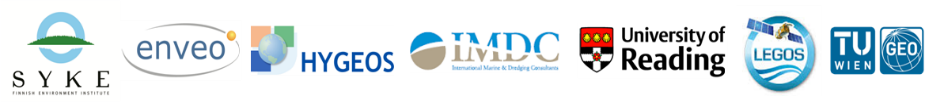 SYKE
FINNISH ENVIRONMENT INSTITUTE
enveo
HYGEOS
IMDC
International Marine & Dredging Consultants
University of
Reading
LEGOS
TU
WIEN
GEO